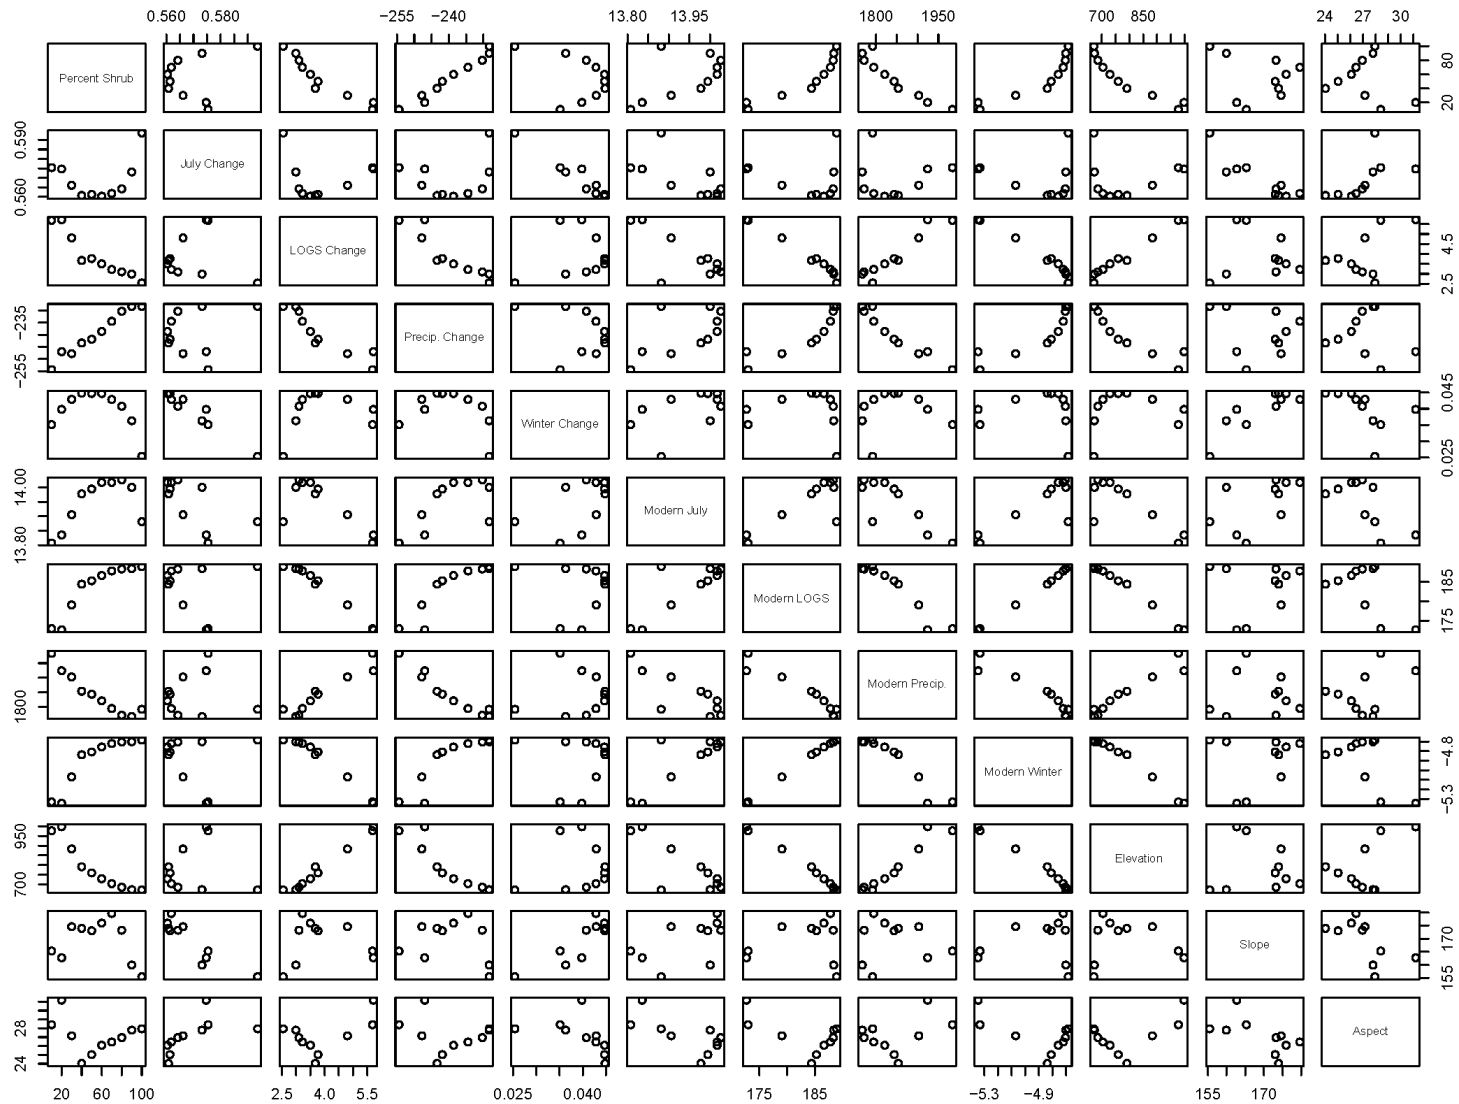 0.560 0.580 −255 −240 13.80 13.95 1800 1950 700 850 24 27 30
Percent Shrub 20 80
0.560 0.590 July Change
LOGS Change 2.5 4.5
−255 −235 Precip. Change
Winter Change 0.025 0.045
13.80 14.00 Modern July
Modern LOGS 175 185
1800 Modern Precip.
Modern Winter −5.3 −4.8
700 950 Elevation
Slope 155 170
24 28 Aspect
20 60 100 2.5 4.0 5.5 0.025 0.040 175 185 −5.3 −4.9 155 170